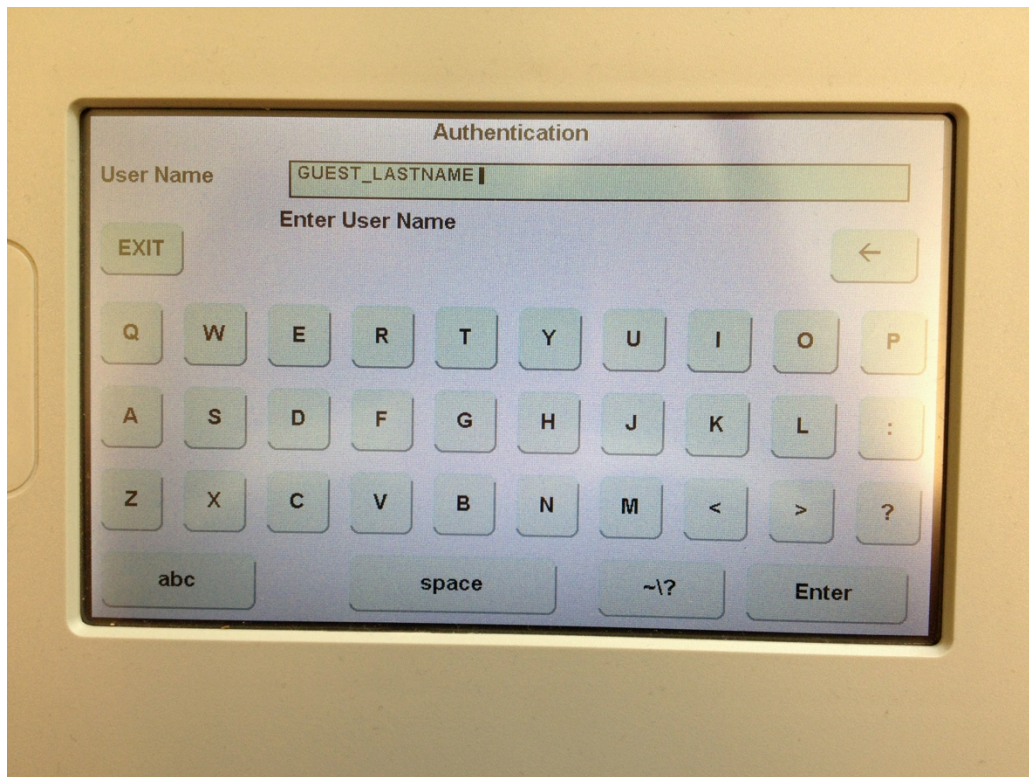 Authentication
User Name GUEST_LASTNAME
Enter User Name
EXIT ←
Q W E R T Y U I O P
A S D F G H J K L :
Z X C V B N M < > ?
abc space ~\? Enter